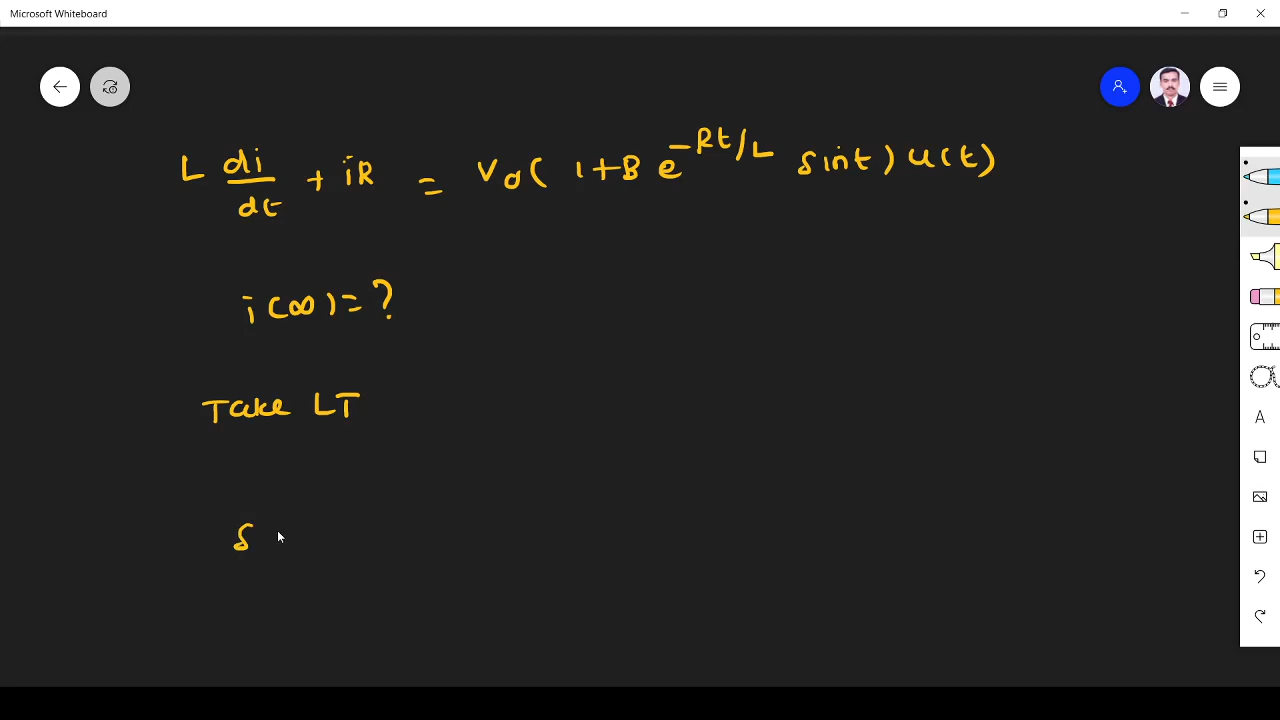 Microsoft Whiteboard
L di/dt + iR = V0( 1+B e^-Rt/L sint) u(t)
i(∞)=?
Take LT
S
A